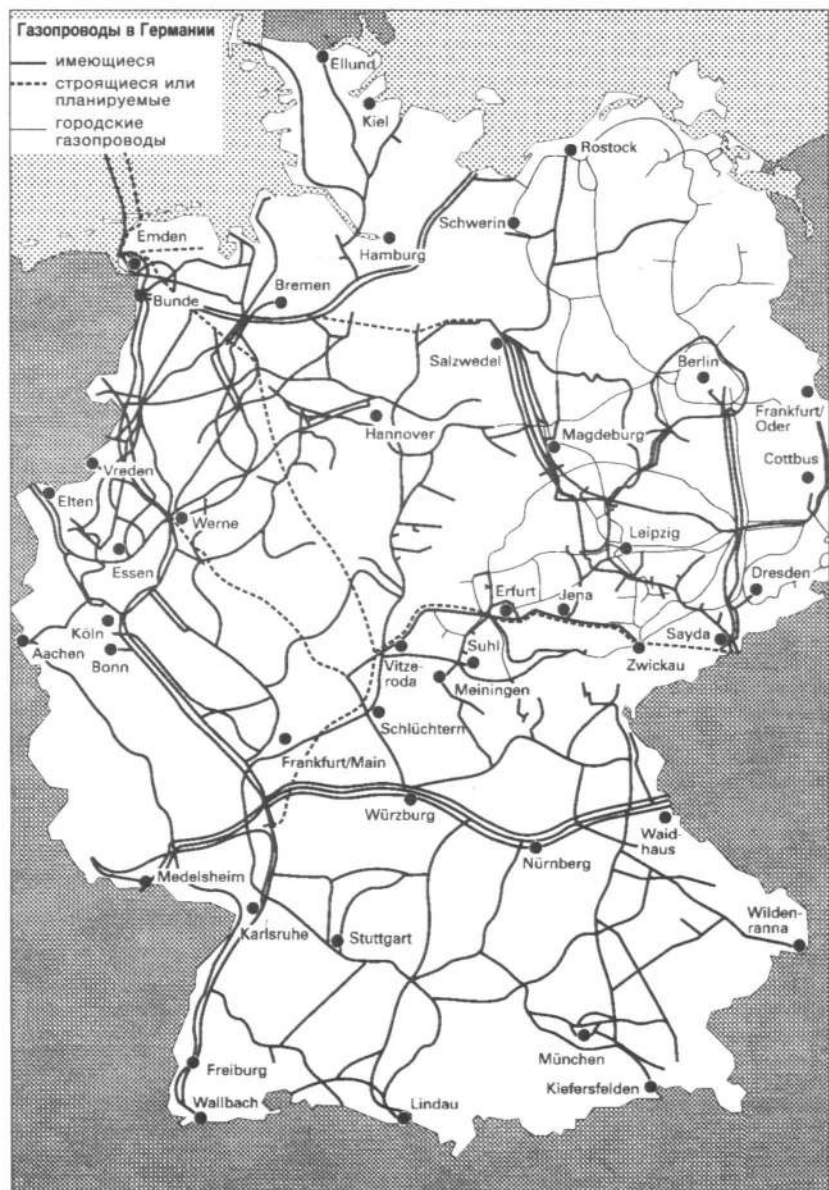 Газопроводы в Германии
имеющиеся
строящиеся или
планируемые
городские
газопроводы
Ellund
Kiel
Rostock
Schwerin
Hamburg
Emden
Bunde
Bremen
Salzwedel
Berlin
Frankfurt/
Oder
Hannover
Magdeburg
Cottbus
Vreden
Elten
Werne
Leipzig
Essen
Dresden
Erfurt
Jena
Köln
Aachen
Bonn
Suhl
Sayda
Vitze-
roda
Zwickau
Meiningen
Schlüchtern
Frankfurt/Main
Würzburg
Waid-
haus
Nürnberg
Medelsheim
Wilden-
ranna
Karlsruhe
Stuttgart
München
Freiburg
Kiefersfelden
Wallbach
Lindau